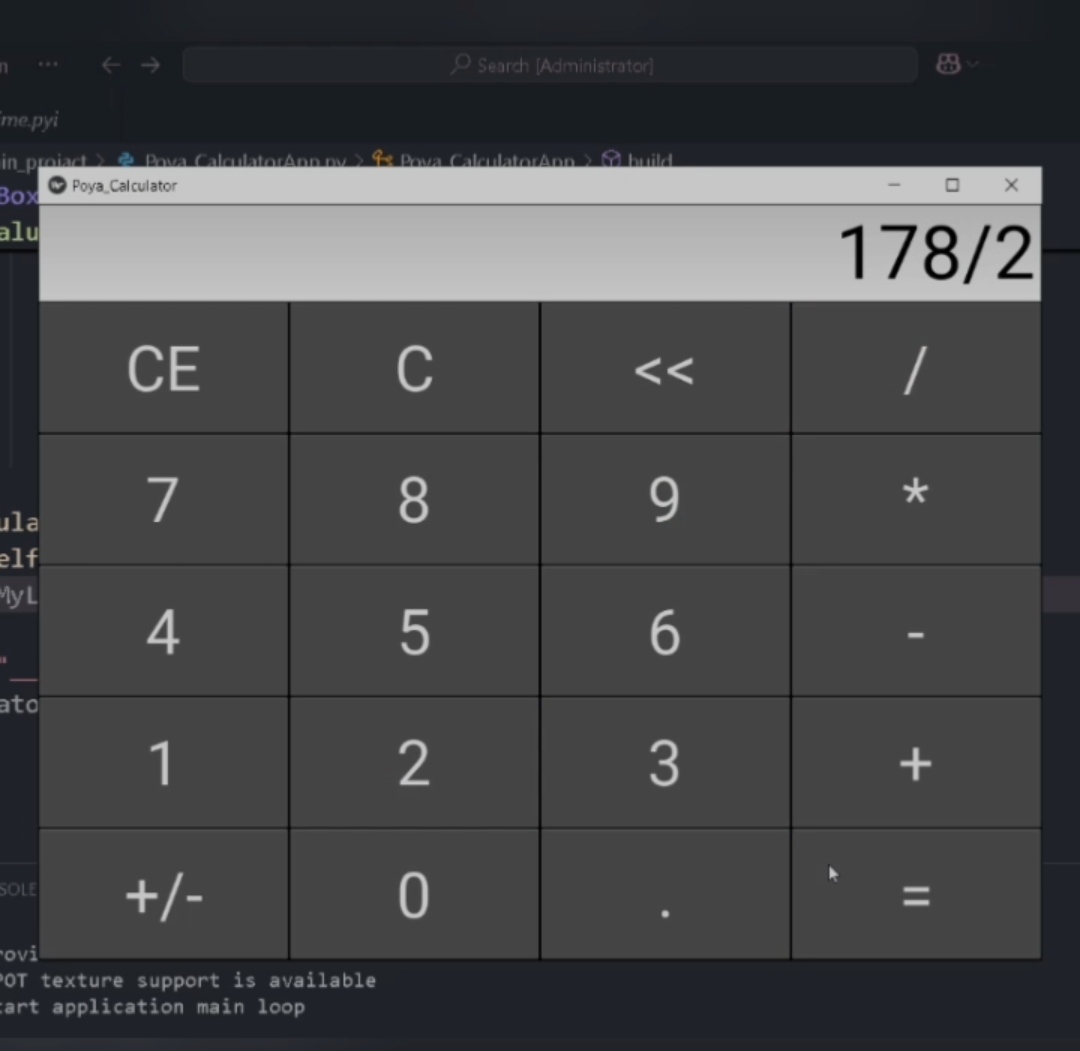 Search [Administrator]
ime.pyi
in_project > Poya_CalculatorApp.py > Poya_CalculatorApp > build
Box
alu
Poya_Calculator
178/2
CE C << /
7 8 9 *
4 5 6 -
1 2 3 +
+/- 0 . =
ula
elf
MyL
"__
ato
SOLE
rovi
POT texture support is available
tart application main loop